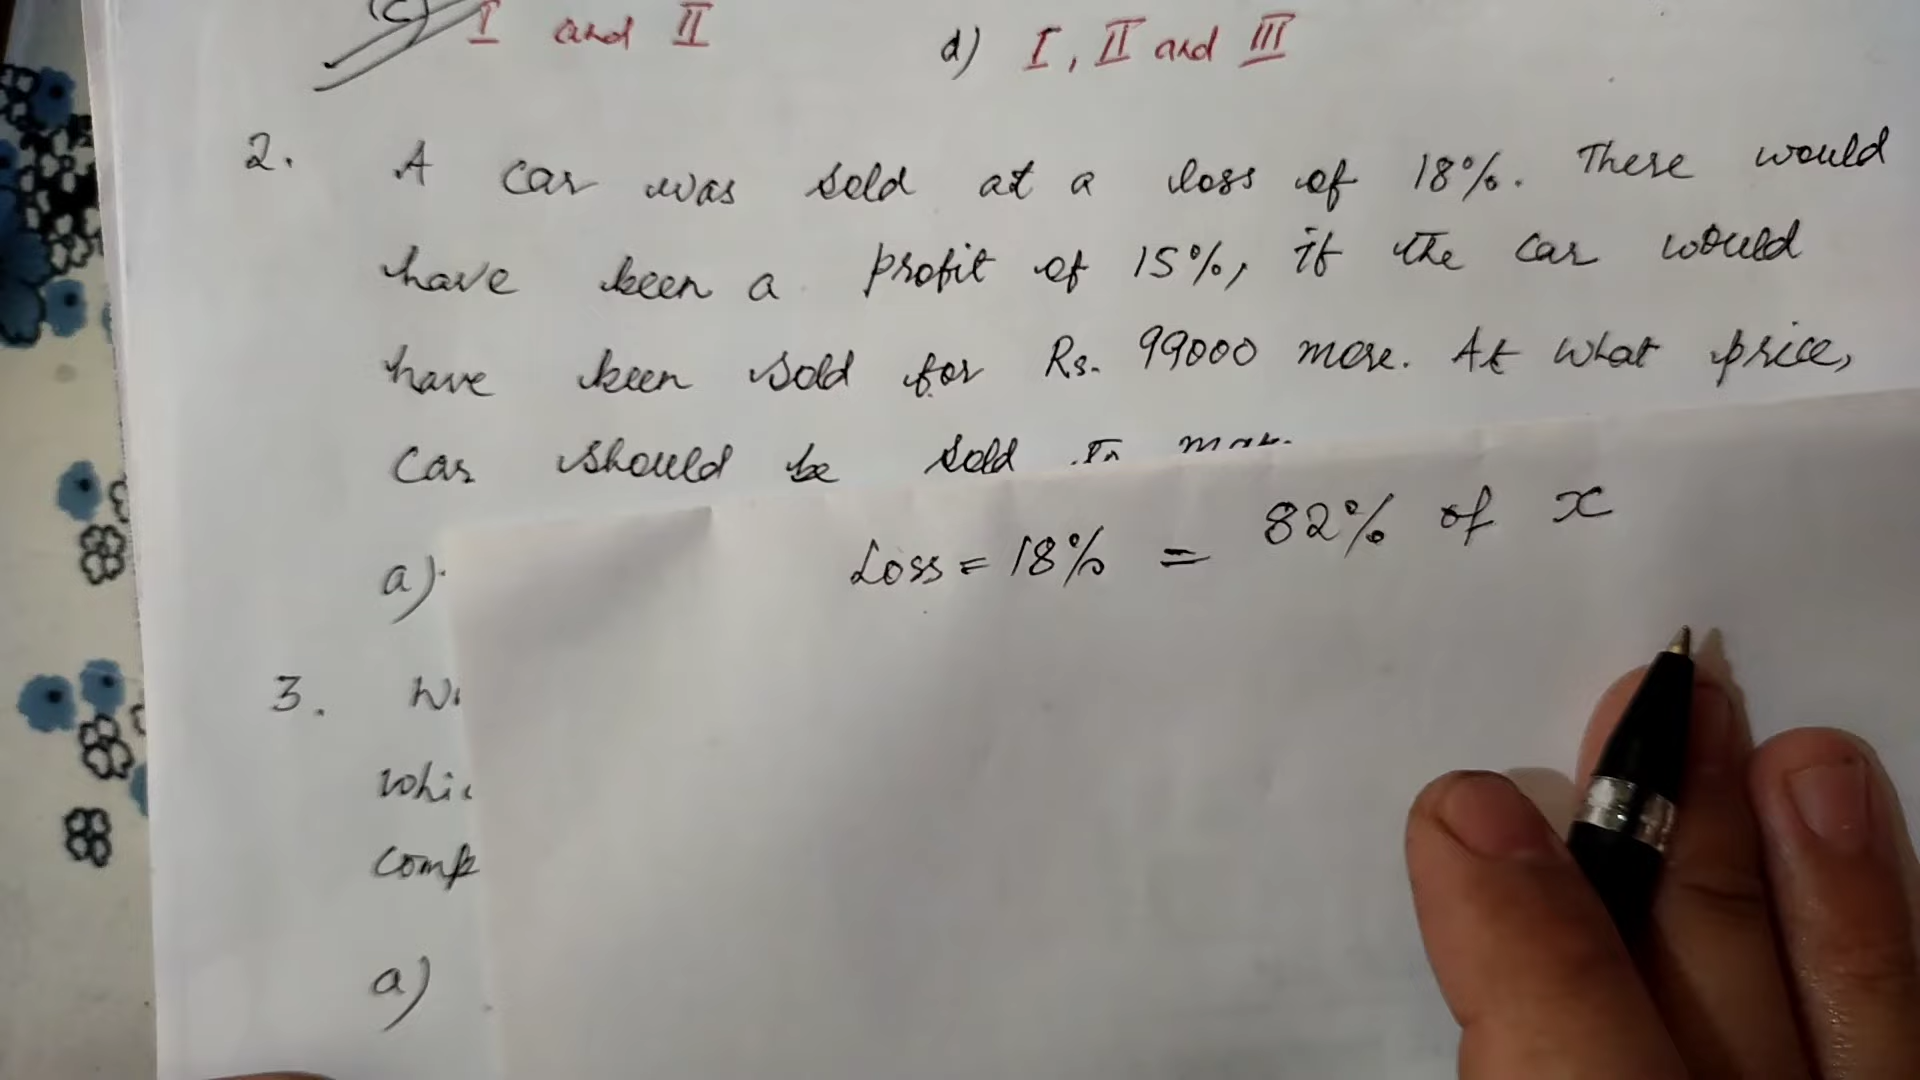 (C) I and II
d) I, II and III
2. A car was sold at a loss of 18%. There would
have been a profit of 15%, if the car would
have been sold for Rs. 99000 more. At what price,
car should be sold to
a)
Loss = 18% = 82% of x
3.
a)